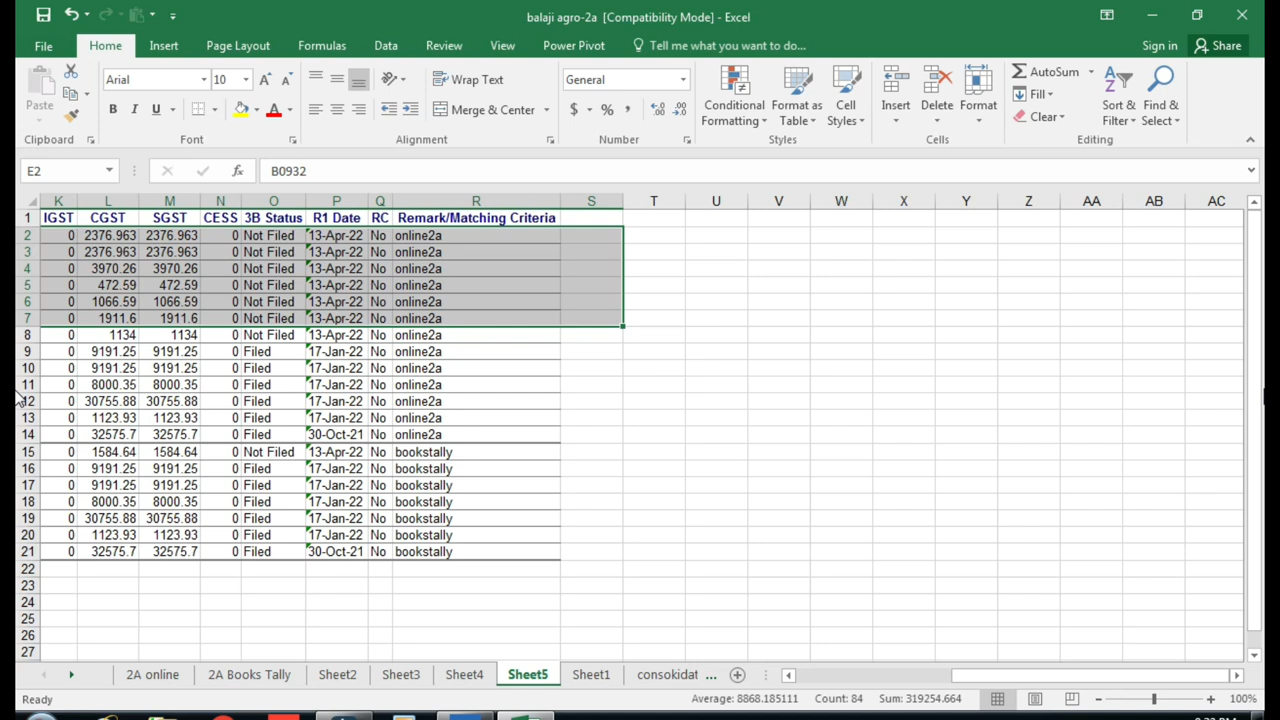 balaji agro-2a [Compatibility Mode] - Excel
File Home Insert Page Layout Formulas Data Review View Power Pivot Tell me what you want to do... Sign in Share
Paste Arial 10 Wrap Text General AutoSum
B I U A Merge & Center $ % , Conditional Formatting Format as Table Cell Styles Insert Delete Format Fill Sort & Filter Find & Select
Clear
Clipboard Font Alignment Number Styles Cells Editing
E2 fx B0932
K L M N O P Q R S T U V W X Y Z AA AB AC
1 IGST CGST SGST CESS 3B Status R1 Date RC Remark/Matching Criteria
2 0 2376.963 2376.963 0 Not Filed 13-Apr-22 No online2a
3 0 2376.963 2376.963 0 Not Filed 13-Apr-22 No online2a
4 0 3970.26 3970.26 0 Not Filed 13-Apr-22 No online2a
5 0 472.59 472.59 0 Not Filed 13-Apr-22 No online2a
6 0 1066.59 1066.59 0 Not Filed 13-Apr-22 No online2a
7 0 1911.6 1911.6 0 Not Filed 13-Apr-22 No online2a
8 0 1134 1134 0 Not Filed 13-Apr-22 No online2a
9 0 9191.25 9191.25 0 Filed 17-Jan-22 No online2a
10 0 9191.25 9191.25 0 Filed 17-Jan-22 No online2a
11 0 8000.35 8000.35 0 Filed 17-Jan-22 No online2a
12 0 30755.88 30755.88 0 Filed 17-Jan-22 No online2a
13 0 1123.93 1123.93 0 Filed 17-Jan-22 No online2a
14 0 32575.7 32575.7 0 Filed 30-Oct-21 No online2a
15 0 1584.64 1584.64 0 Not Filed 13-Apr-22 No bookstally
16 0 9191.25 9191.25 0 Filed 17-Jan-22 No bookstally
17 0 9191.25 9191.25 0 Filed 17-Jan-22 No bookstally
18 0 8000.35 8000.35 0 Filed 17-Jan-22 No bookstally
19 0 30755.88 30755.88 0 Filed 17-Jan-22 No bookstally
20 0 1123.93 1123.93 0 Filed 17-Jan-22 No bookstally
21 0 32575.7 32575.7 0 Filed 30-Oct-21 No bookstally
22
23
24
25
26
27
2A online 2A Books Tally Sheet2 Sheet3 Sheet4 Sheet5 Sheet1 consokidat ...
Ready Average: 8868.185111 Count: 84 Sum: 319254.664 100%